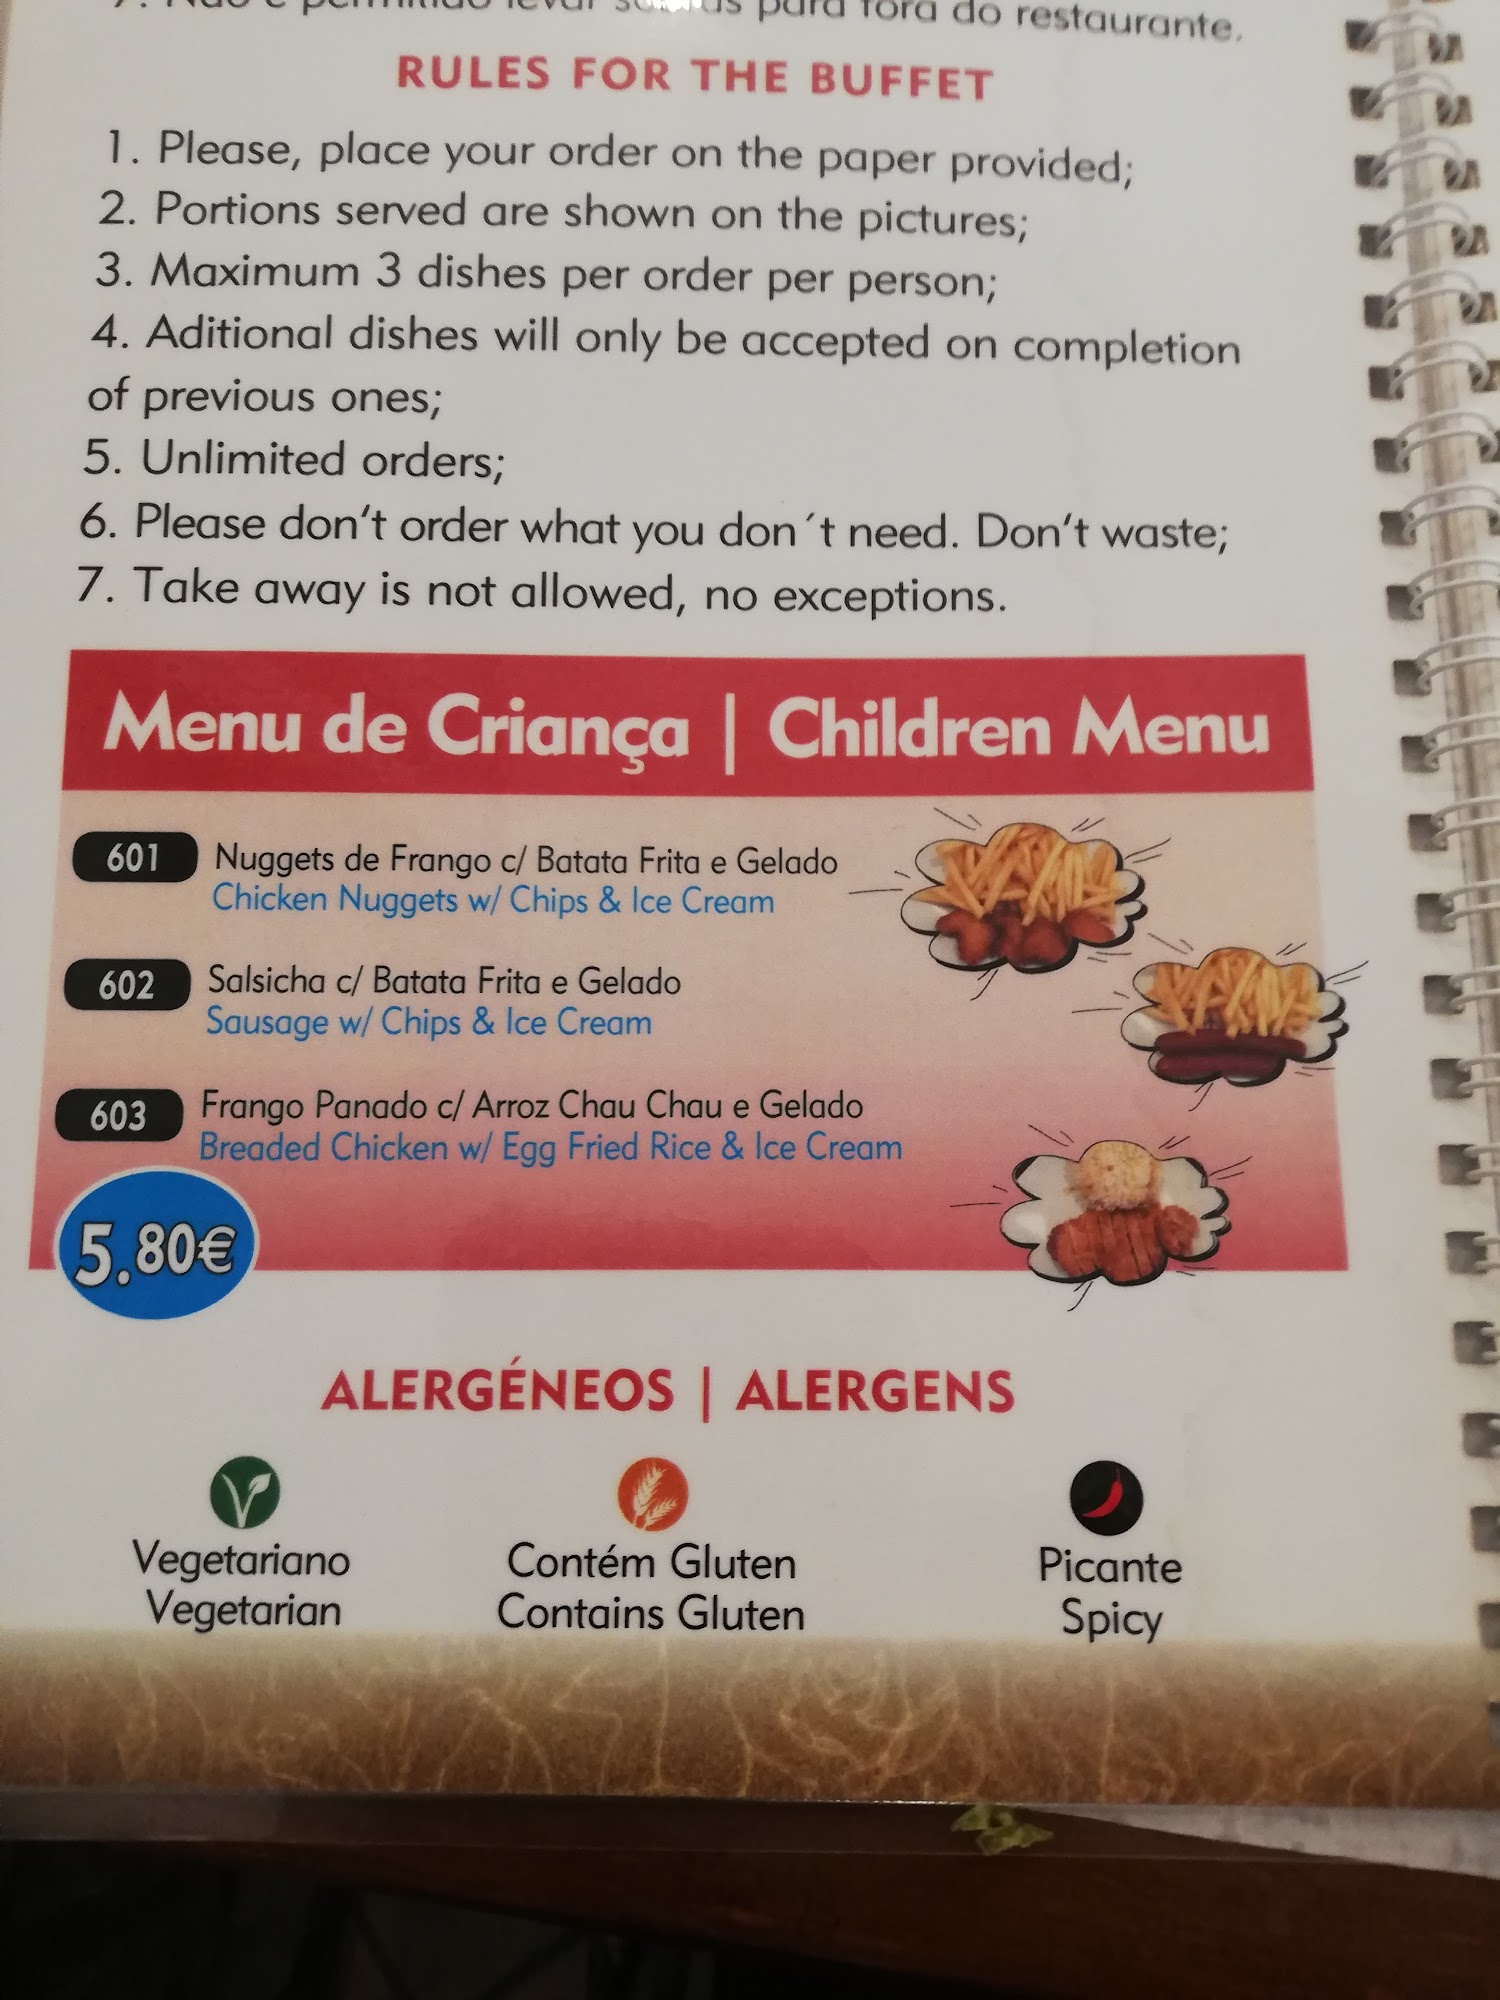 7. Não é permitido levar sobras para fora do restaurante.
RULES FOR THE BUFFET
1. Please, place your order on the paper provided;
2. Portions served are shown on the pictures;
3. Maximum 3 dishes per order per person;
4. Aditional dishes will only be accepted on completion
of previous ones;
5. Unlimited orders;
6. Please don't order what you don´t need. Don't waste;
7. Take away is not allowed, no exceptions.
Menu de Criança | Children Menu
601 Nuggets de Frango c/ Batata Frita e Gelado
Chicken Nuggets w/ Chips & Ice Cream
602 Salsicha c/ Batata Frita e Gelado
Sausage w/ Chips & Ice Cream
603 Frango Panado c/ Arroz Chau Chau e Gelado
Breaded Chicken w/ Egg Fried Rice & Ice Cream
5.80€
ALERGÉNEOS | ALERGENS
Vegetariano
Vegetarian
Contém Gluten
Contains Gluten
Picante
Spicy